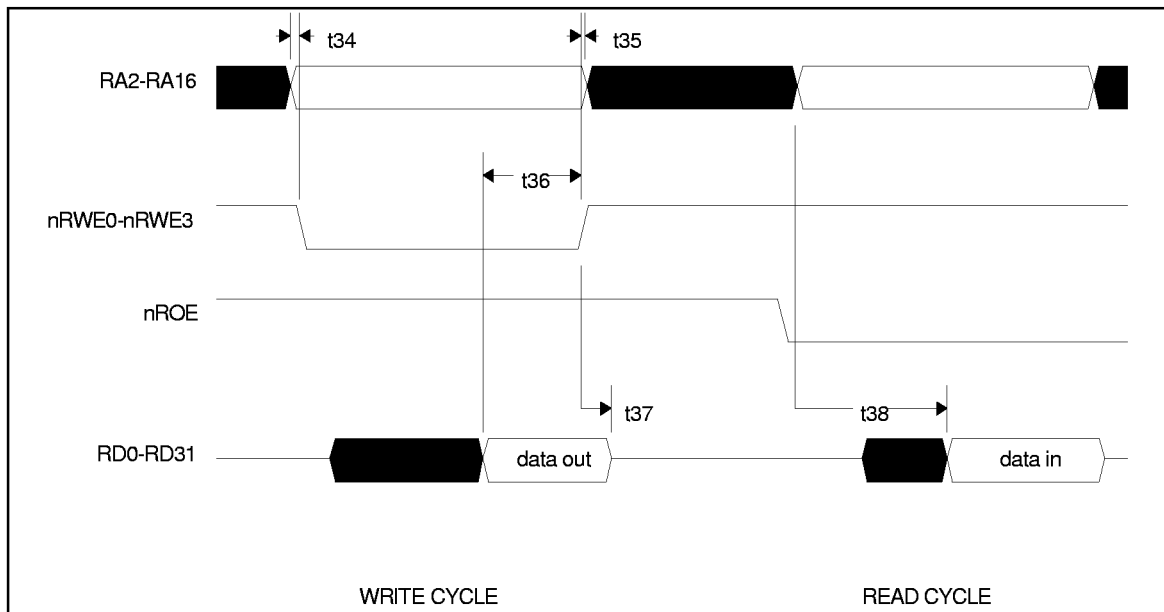 t34
t35
RA2-RA16
t36
nRWE0-nRWE3
nROE
t37
t38
RD0-RD31
data out
data in
WRITE CYCLE
READ CYCLE